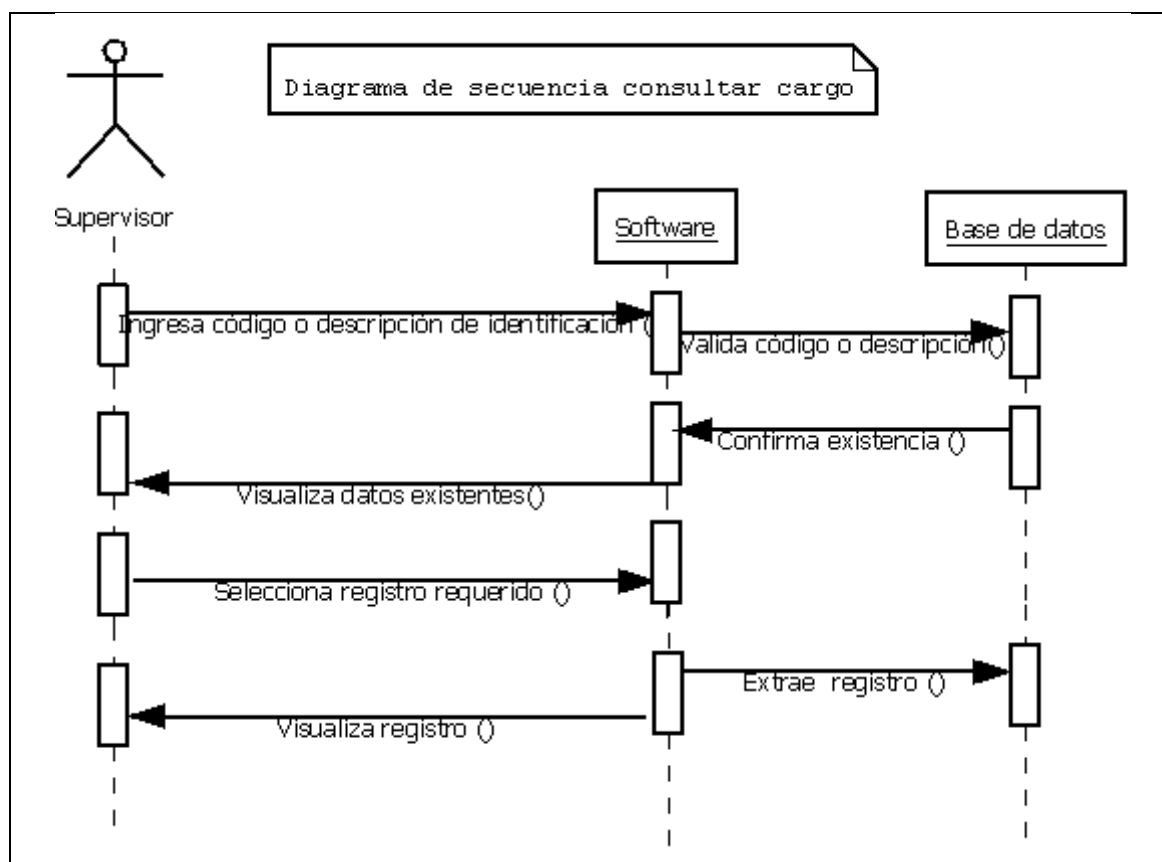 Diagrama de secuencia consultar cargo
Supervisor
Software
Base de datos
Ingresa código o descripción de identificación (
Valida código o descripción()
Confirma existencia ()
Visualiza datos existentes()
Selecciona registro requerido ()
Extrae registro ()
Visualiza registro ()